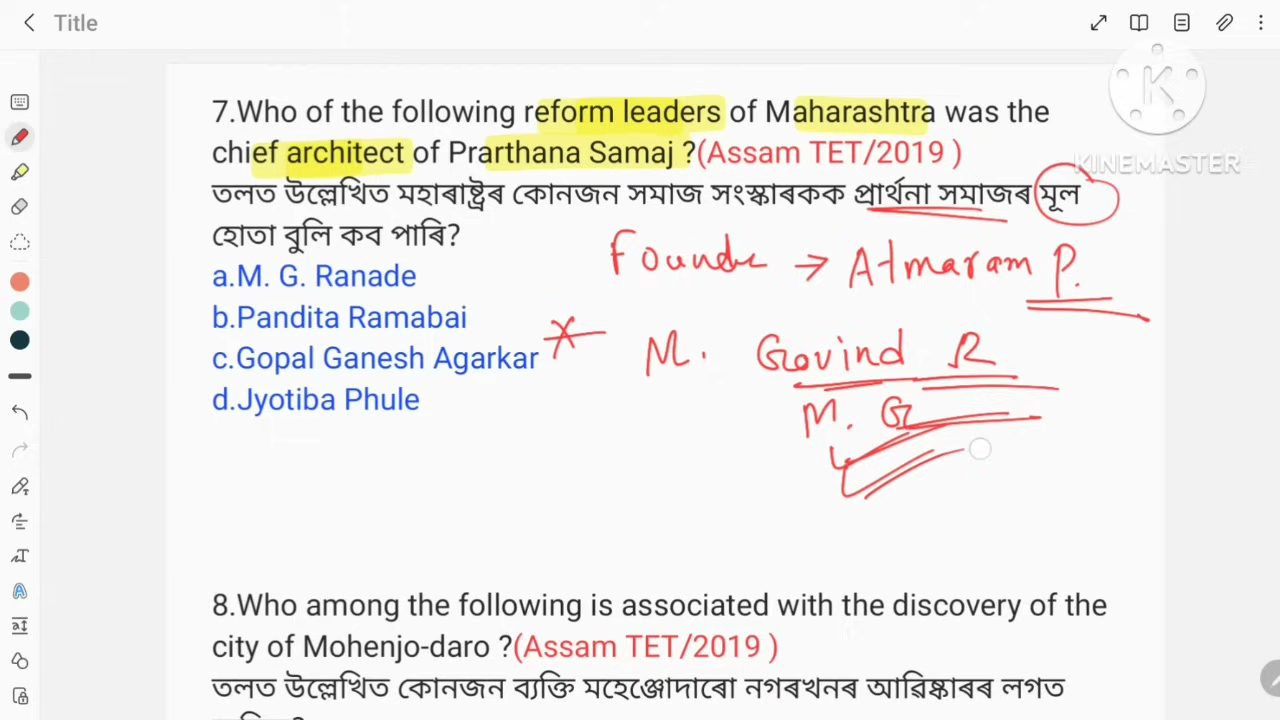 Title
7.Who of the following reform leaders of Maharashtra was the
chief architect of Prarthana Samaj ?(Assam TET/2019 )
তলত উল্লেখিত মহাৰাষ্ট্ৰৰ কোনজন সমাজ সংস্কাৰকক প্ৰাৰ্থনা সমাজৰ মূল
হোতা বুলি কব পাৰি?
a.M. G. Ranade
b.Pandita Ramabai
c.Gopal Ganesh Agarkar
d.Jyotiba Phule
Founder → Atmaram P.
M. Govind R
M. G
KINEMASTER
8.Who among the following is associated with the discovery of the
city of Mohenjo-daro ?(Assam TET/2019 )
তলত উল্লেখিত কোনজন ব্যক্তি মহেঞ্জোদাৰো নগৰখনৰ আৱিষ্কাৰৰ লগত